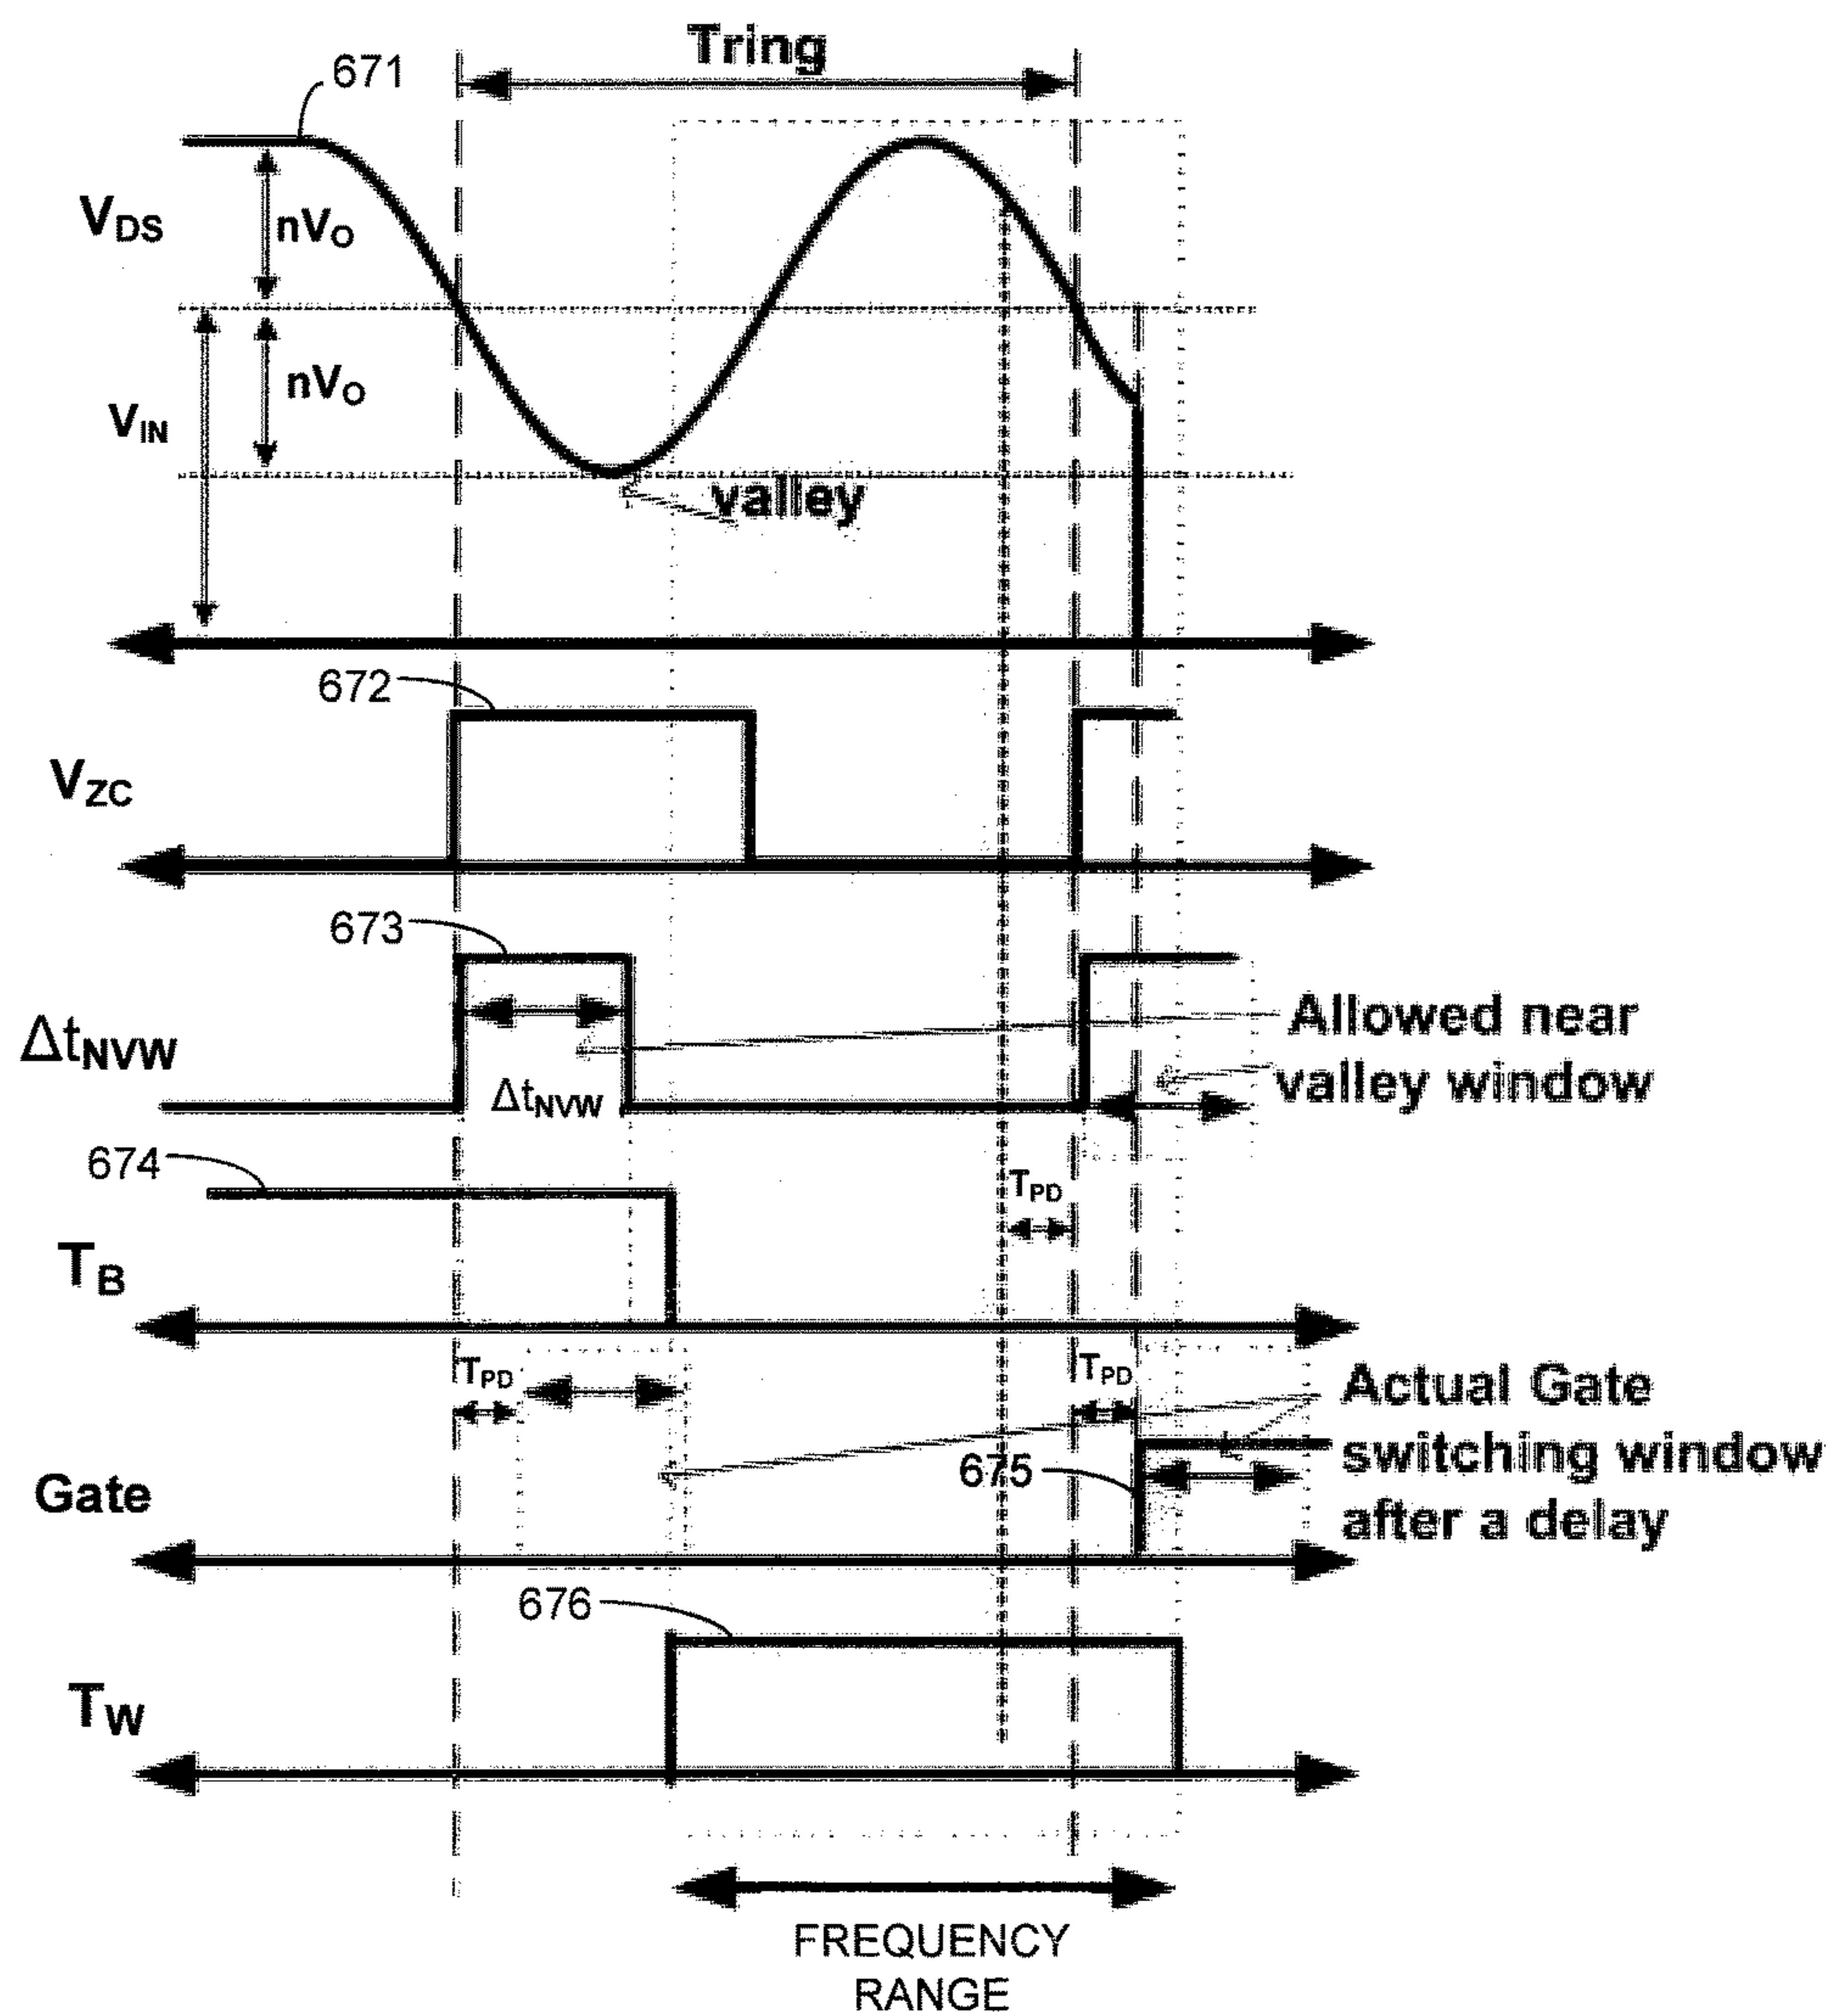 Tring
671
V_DS
nV_O
nV_O
V_IN
valley
672
V_ZC
673
Δt_NVW
Δt_NVW
Allowed near
valley window
674
T_PD
T_B
T_PD
T_PD
Actual Gate
switching window
after a delay
675
Gate
676
T_W
FREQUENCY
RANGE